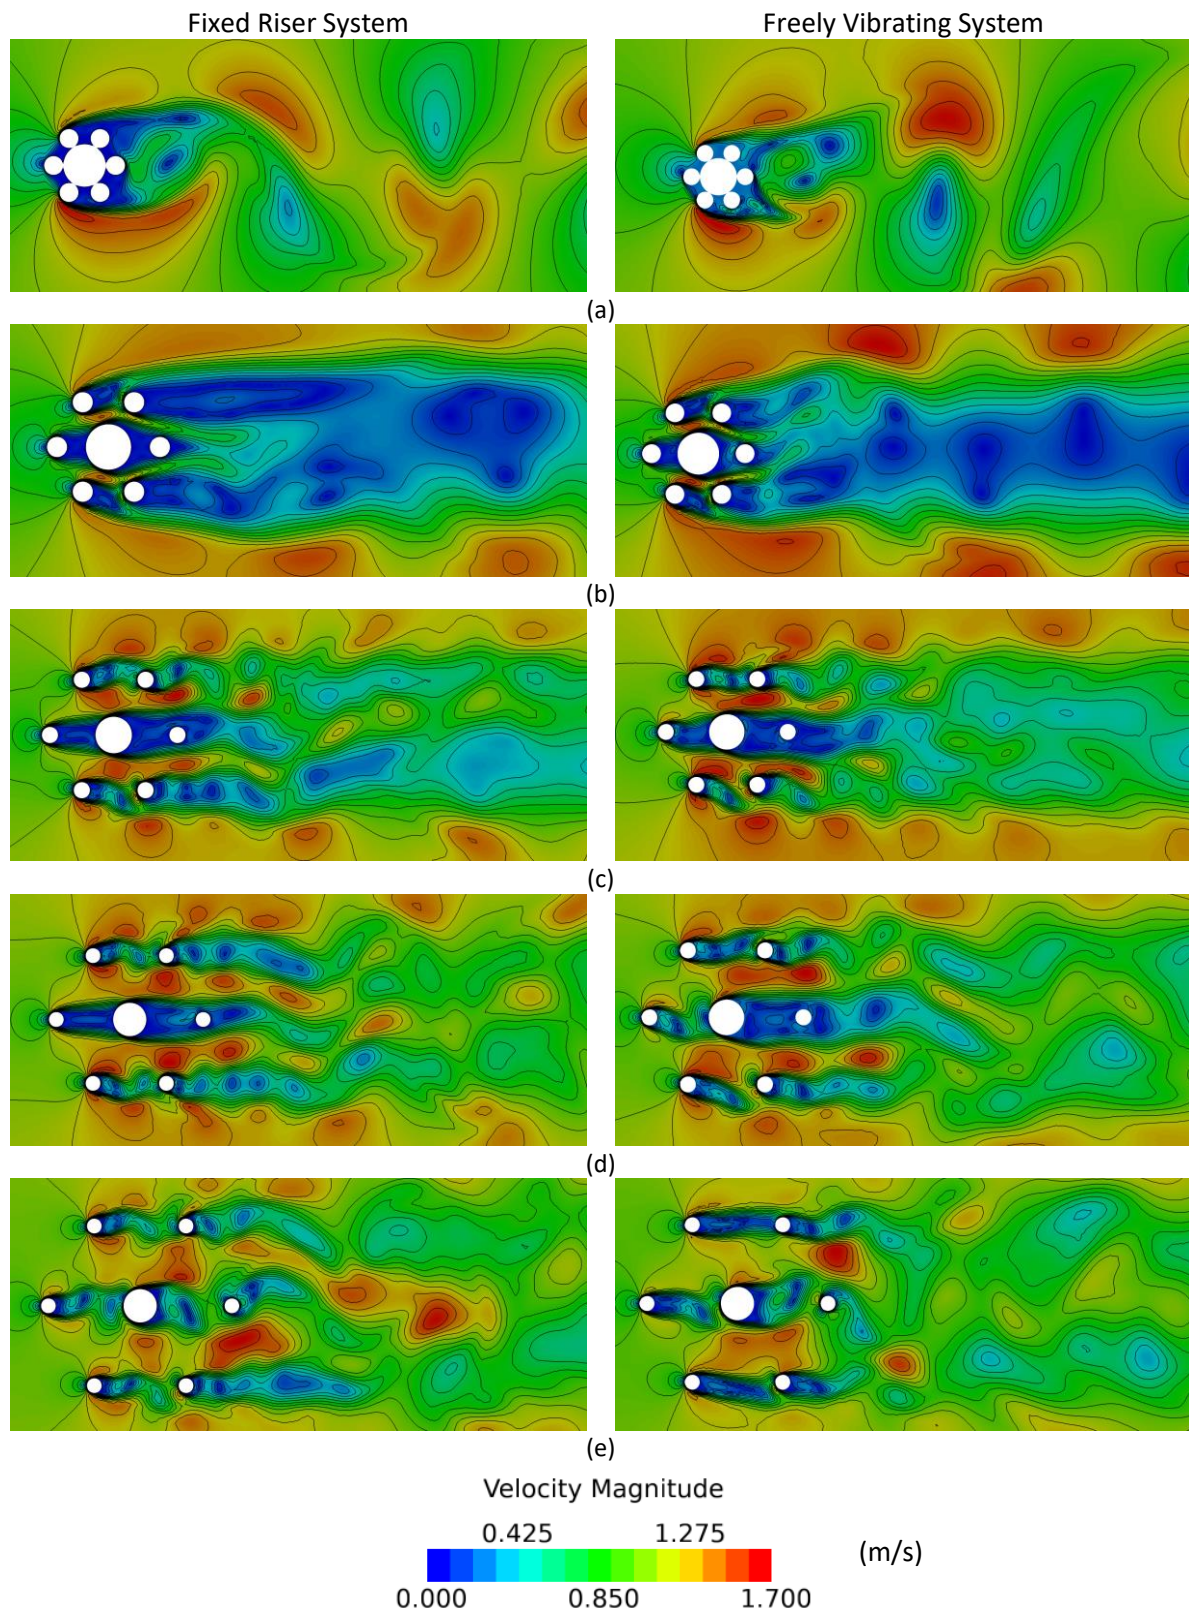 Fixed Riser System
Freely Vibrating System
(a)
(b)
(c)
(d)
(e)
Velocity Magnitude
0.425 1.275
(m/s)
0.000 0.850 1.700